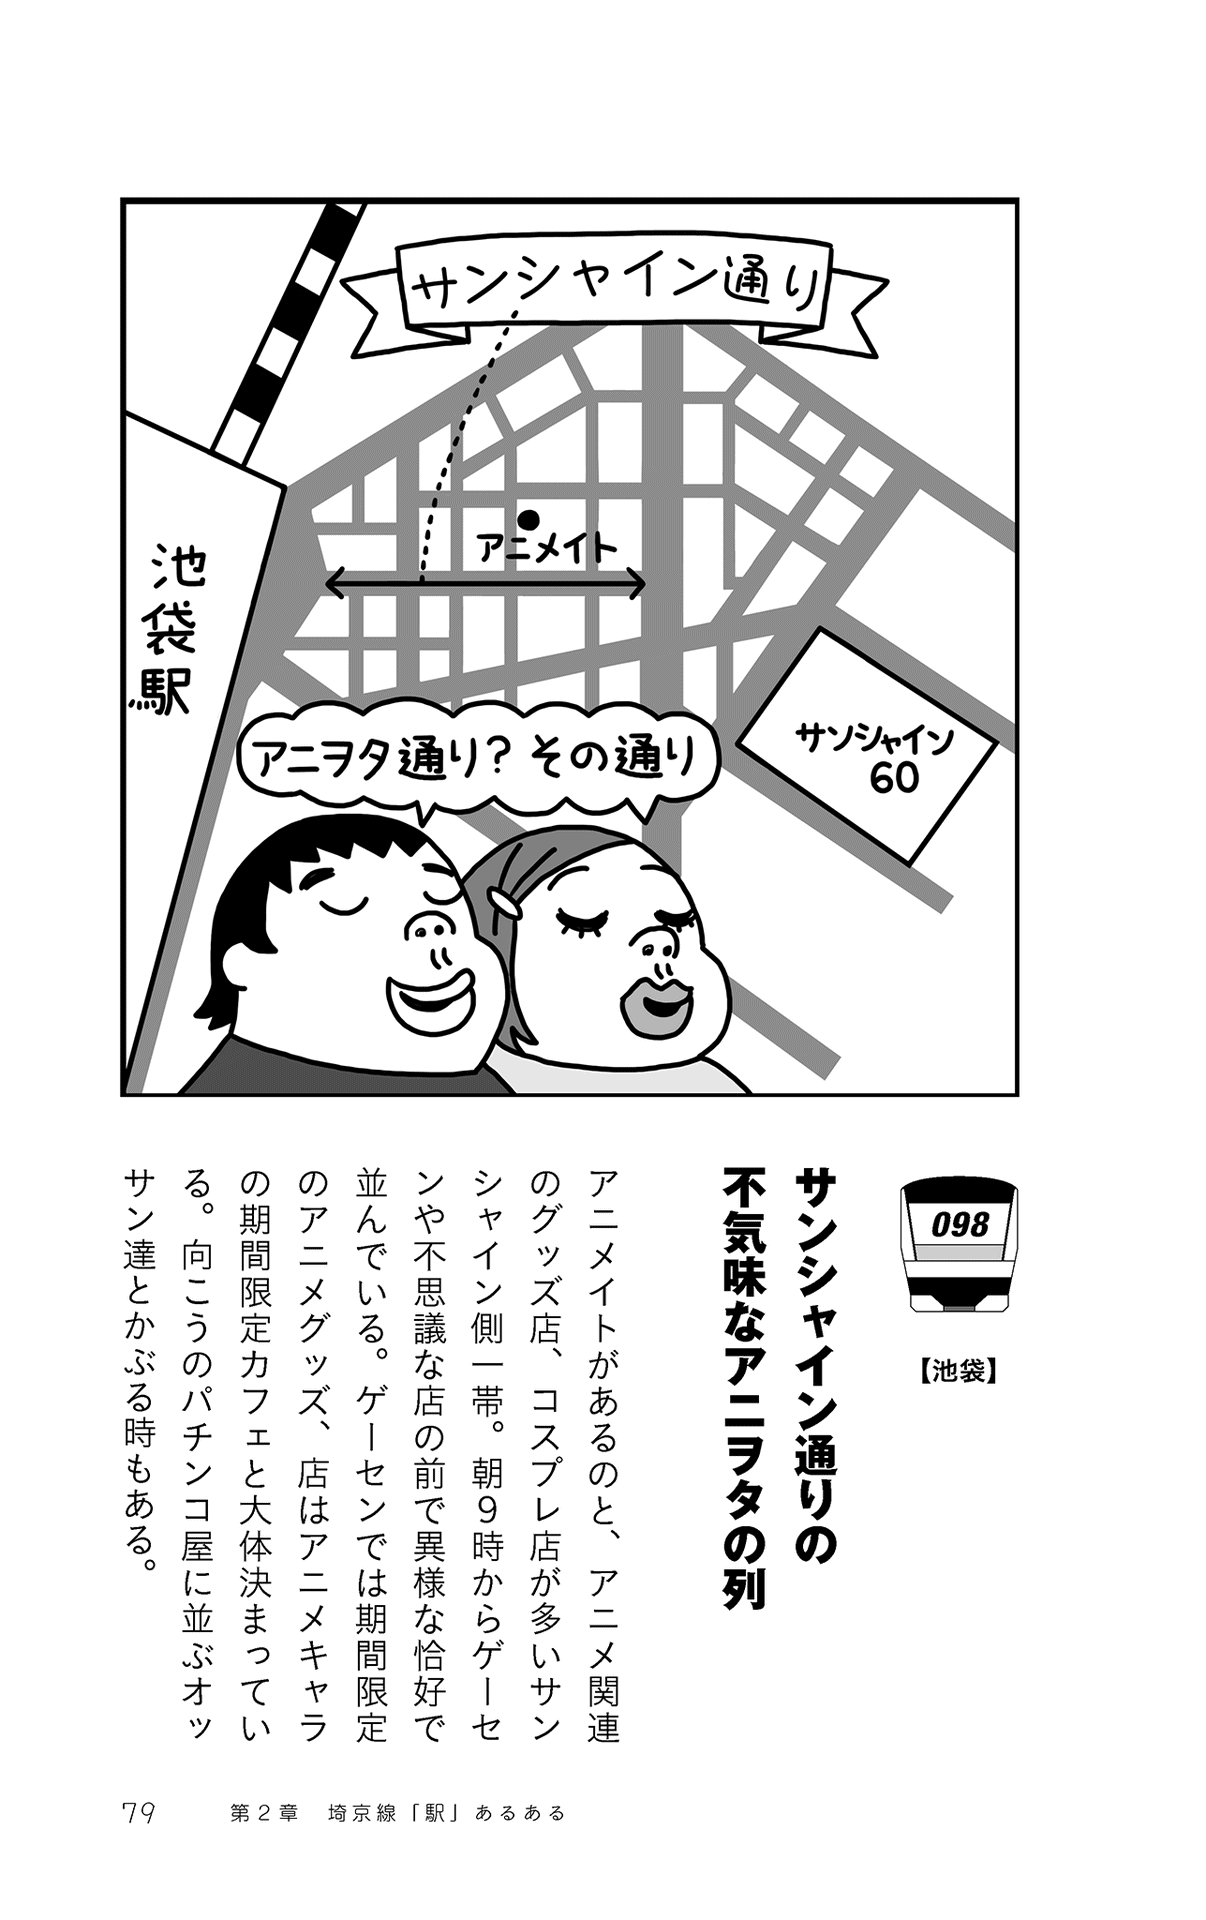 サンシャイン通り
アニメイト
池袋駅
サンシャイン
60
アニヲタ通り？その通り
098
【池袋】
サンシャイン通りの
不気味なアニヲタの列
アニメイトがあるのと、アニメ関連
のグッズ店、コスプレ店が多いサン
シャイン側一帯。朝９時からゲーセ
ンや不思議な店の前で異様な恰好で
並んでいる。ゲーセンでは期間限定
のアニメグッズ、店はアニメキャラ
の期間限定カフェと大体決まってい
る。向こうのパチンコ屋に並ぶオッ
サン達とかぶる時もある。
79　第２章　埼京線「駅」あるある